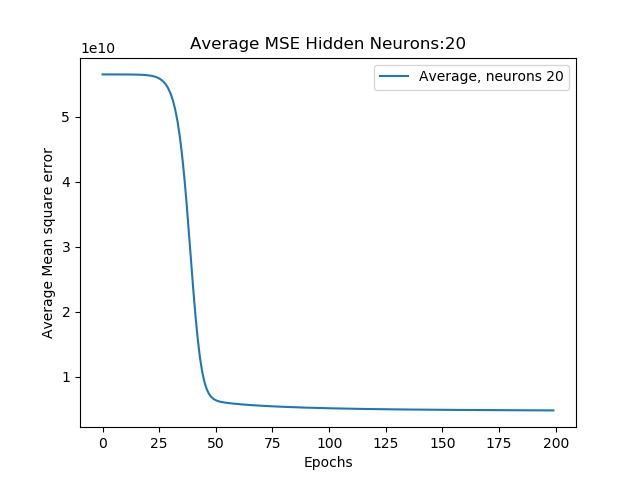 Average MSE Hidden Neurons:20
1e10
Average, neurons 20
5
4
3
2
1
Average Mean square error
0 25 50 75 100 125 150 175 200
Epochs